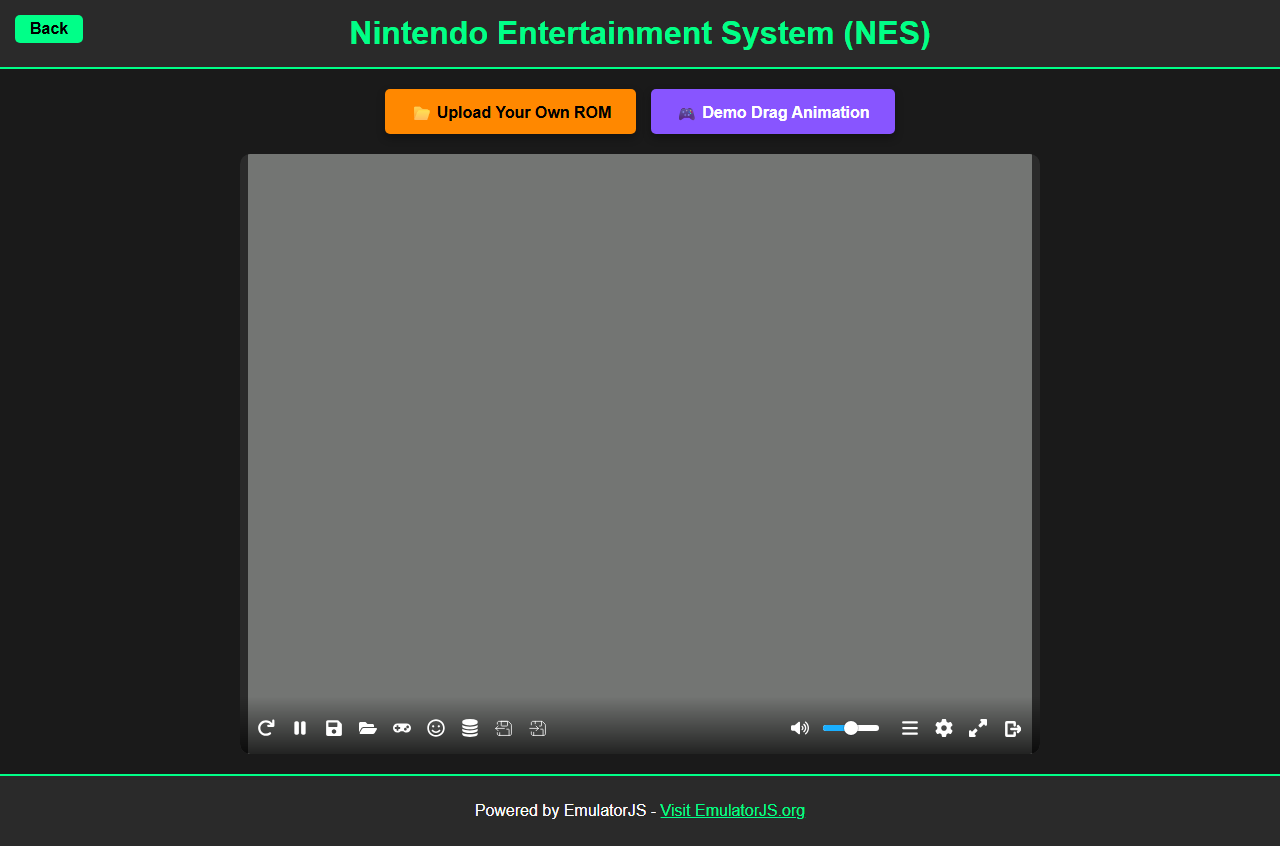 Back
Nintendo Entertainment System (NES)
Upload Your Own ROM
Demo Drag Animation
Powered by EmulatorJS - Visit EmulatorJS.org